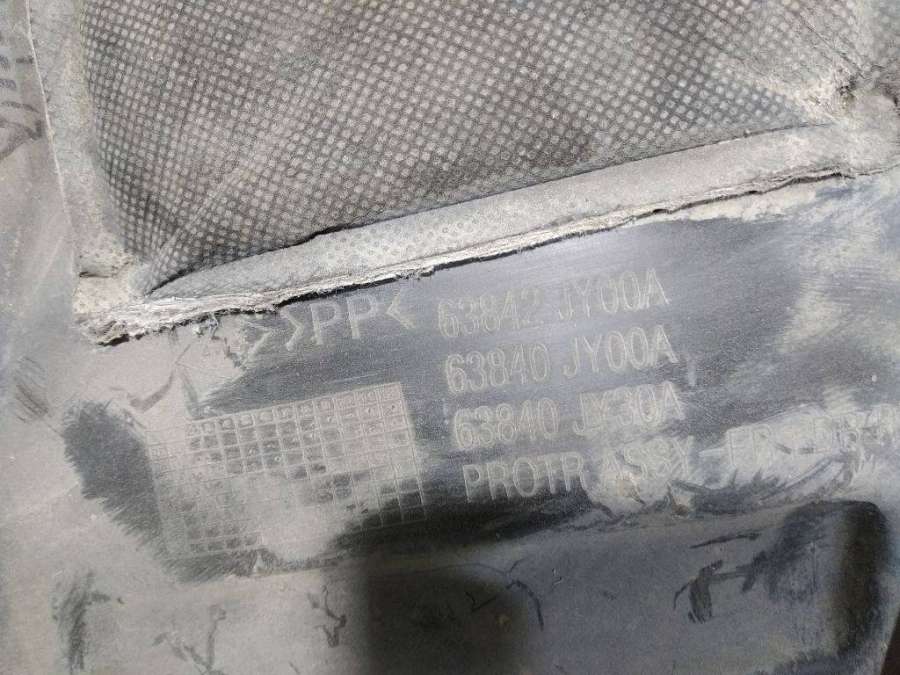 >>PP<
63842 JY00A
63840 JY00A
63840 JY30A
PROTR ASSY-FR